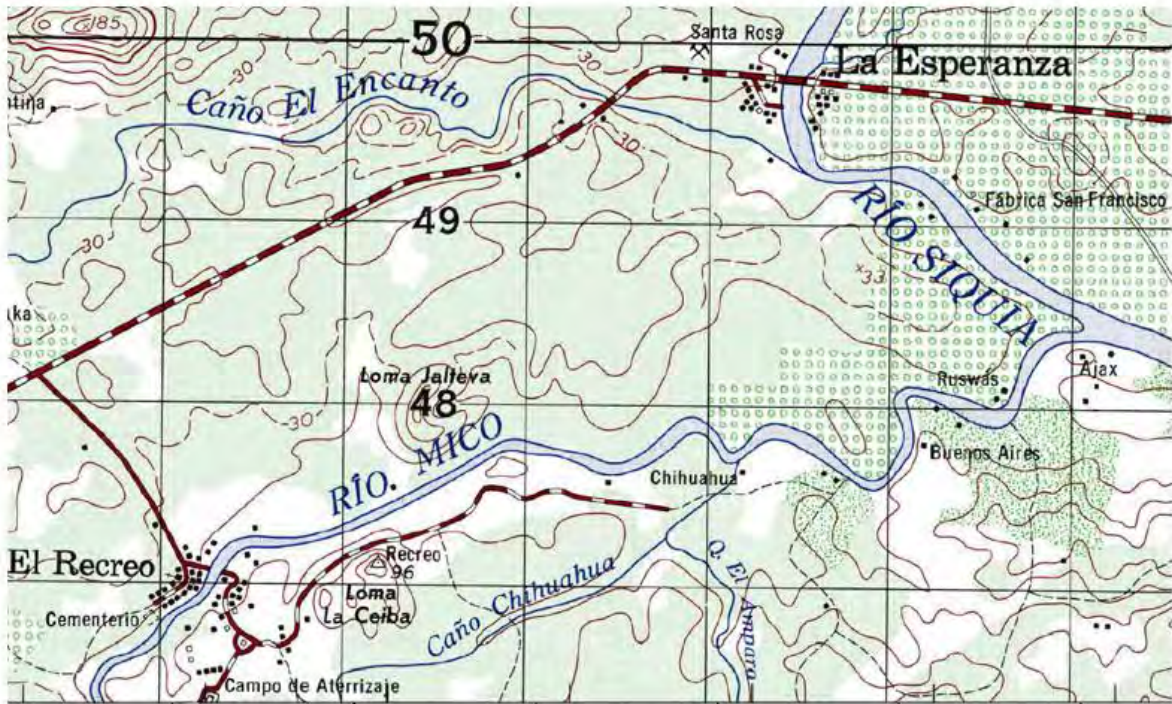 185
50
Santa Rosa
La Esperanza
30
30
Caño El Encanto
30
49
Fábrica San Francisco
30
RÍO SIQUIA
33
Loma Jalteva
48
30
Ruswas
Ajax
RÍO MICO
Buenos Aires
Chihuahua
El Recreo
Recreo
96
Loma
La Ceiba
Caño Chihuahua
Q. El Amparo
Cementerio
Campo de Aterrizaje